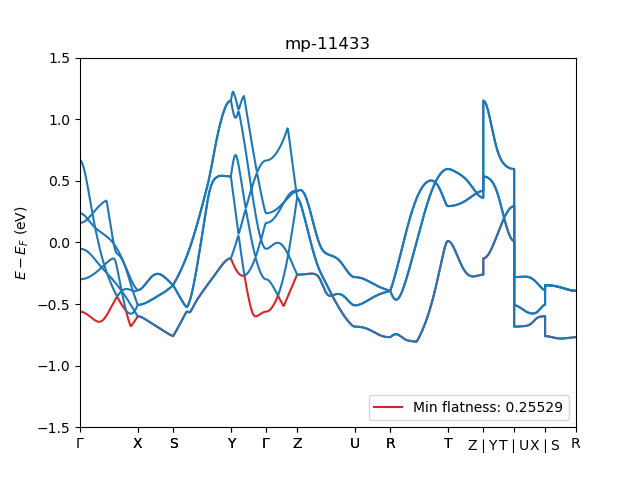 mp-11433
E − E_F (eV)
1.5
1.0
0.5
0.0
−0.5
−1.0
−1.5
Min flatness: 0.25529
Γ X S Y Γ Z U R T Z | Y T | U X | S R